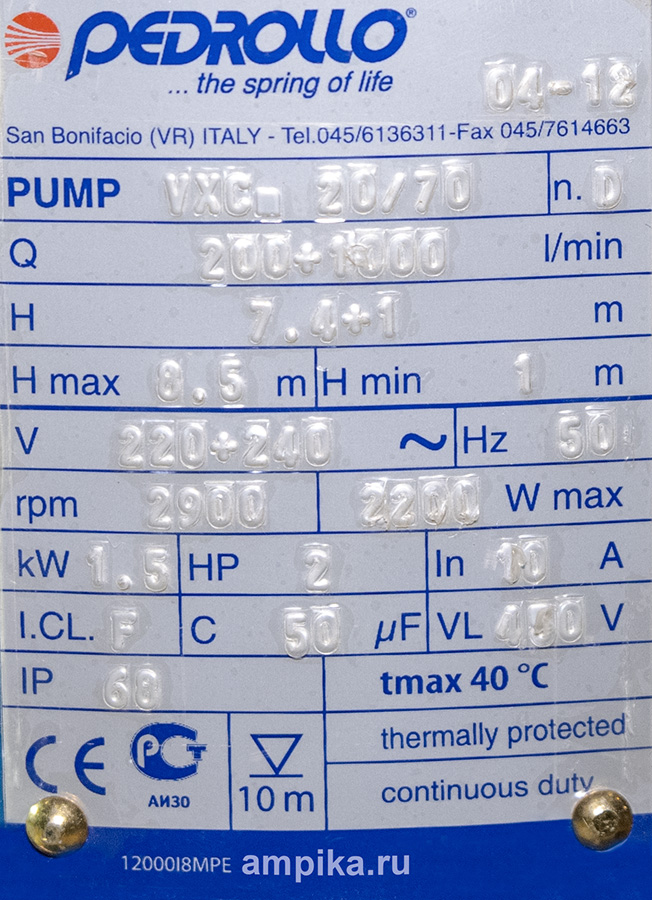 PEDROLLO®
... the spring of life
04-12
San Bonifacio (VR) ITALY - Tel.045/6136311-Fax 045/7614663
PUMP VXCm 20/70 n. D
Q 200÷1000 l/min
H 7.4÷1 m
H max 8.5 m H min 1 m
V 220÷240 ~ Hz 50
rpm 2900 2200 W max
kW 1.5 HP 2 In 10 A
I.CL. F C 50 µF VL 450 V
IP 68 tmax 40 °C
CE РСТ thermally protected
АИ30 10 m continuous duty
12000I8MPE ampika.ru